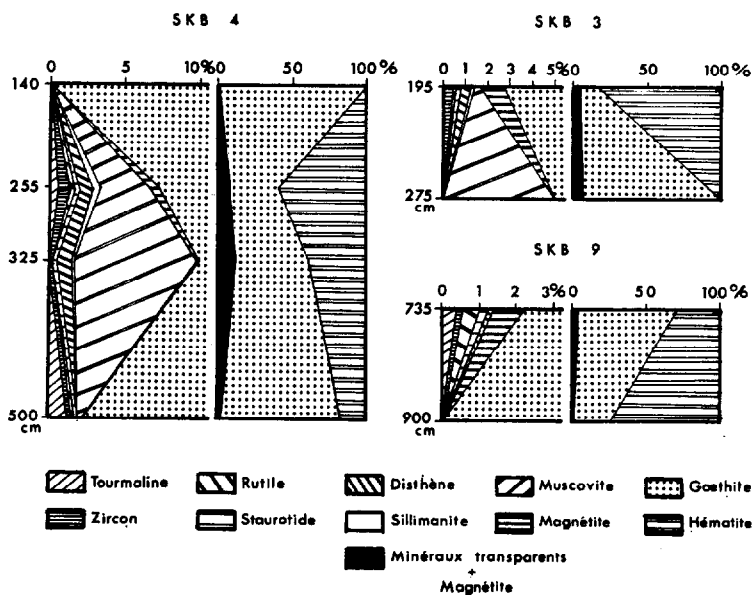 SKB 4
0 5 10% 0 50 100%
140
255
325
500
cm
SKB 3
0 1 2 3 4 5% 0 50 100%
195
275
cm
SKB 9
0 1 2 3% 0 50 100%
735
900
cm
Tourmaline Rutile Disthène Muscovite Gœthite
Zircon Staurotide Sillimanite Magnétite Hématite
Minéraux transparents
+
Magnétite